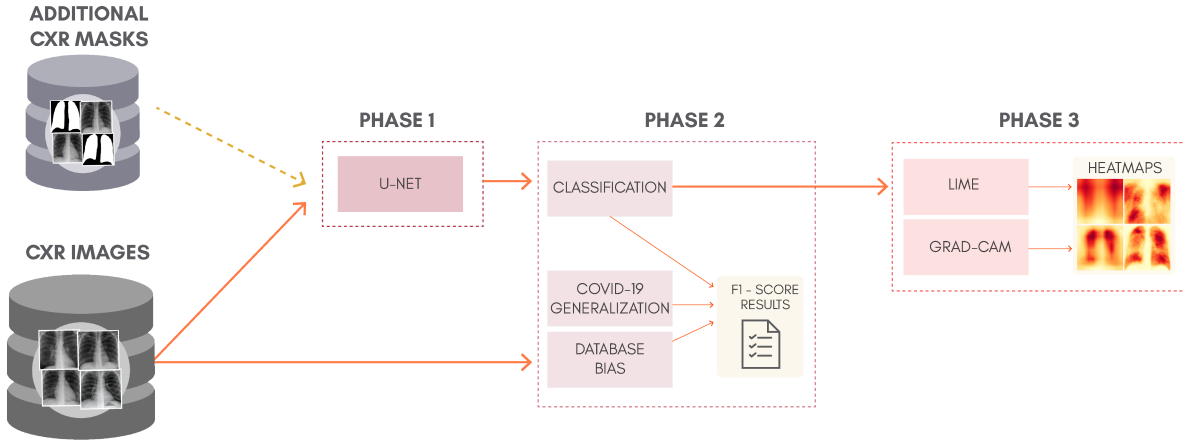 ADDITIONAL
CXR MASKS
CXR IMAGES
PHASE 1
U-NET
PHASE 2
CLASSIFICATION
COVID-19
GENERALIZATION
DATABASE
BIAS
F1 - SCORE
RESULTS
PHASE 3
LIME
GRAD-CAM
HEATMAPS